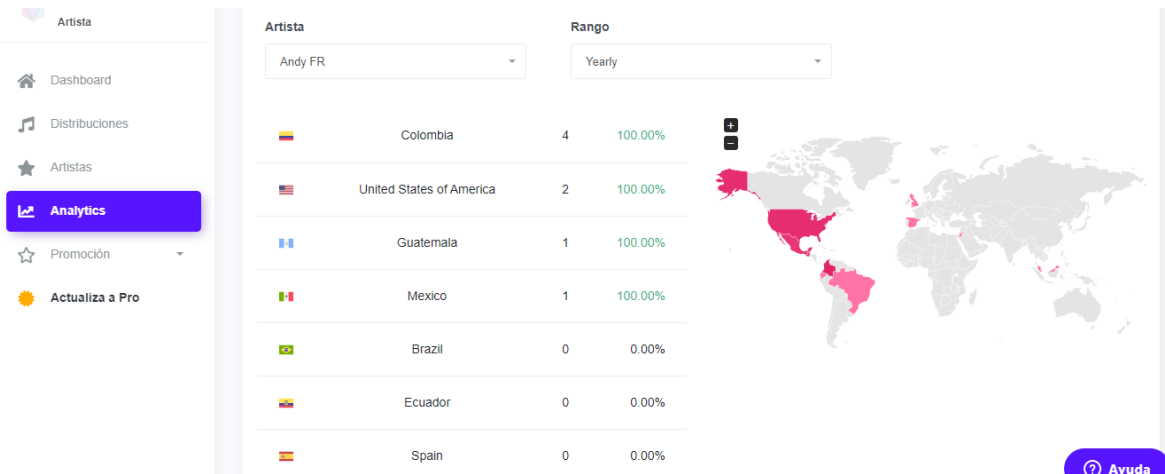 Artista
Dashboard
Distribuciones
Artistas
Analytics
Promoción
Actualiza a Pro
Artista Rango
Andy FR Yearly
Colombia 4 100.00%
United States of America 2 100.00%
Guatemala 1 100.00%
Mexico 1 100.00%
Brazil 0 0.00%
Ecuador 0 0.00%
Spain 0 0.00%
+
−
Ayuda